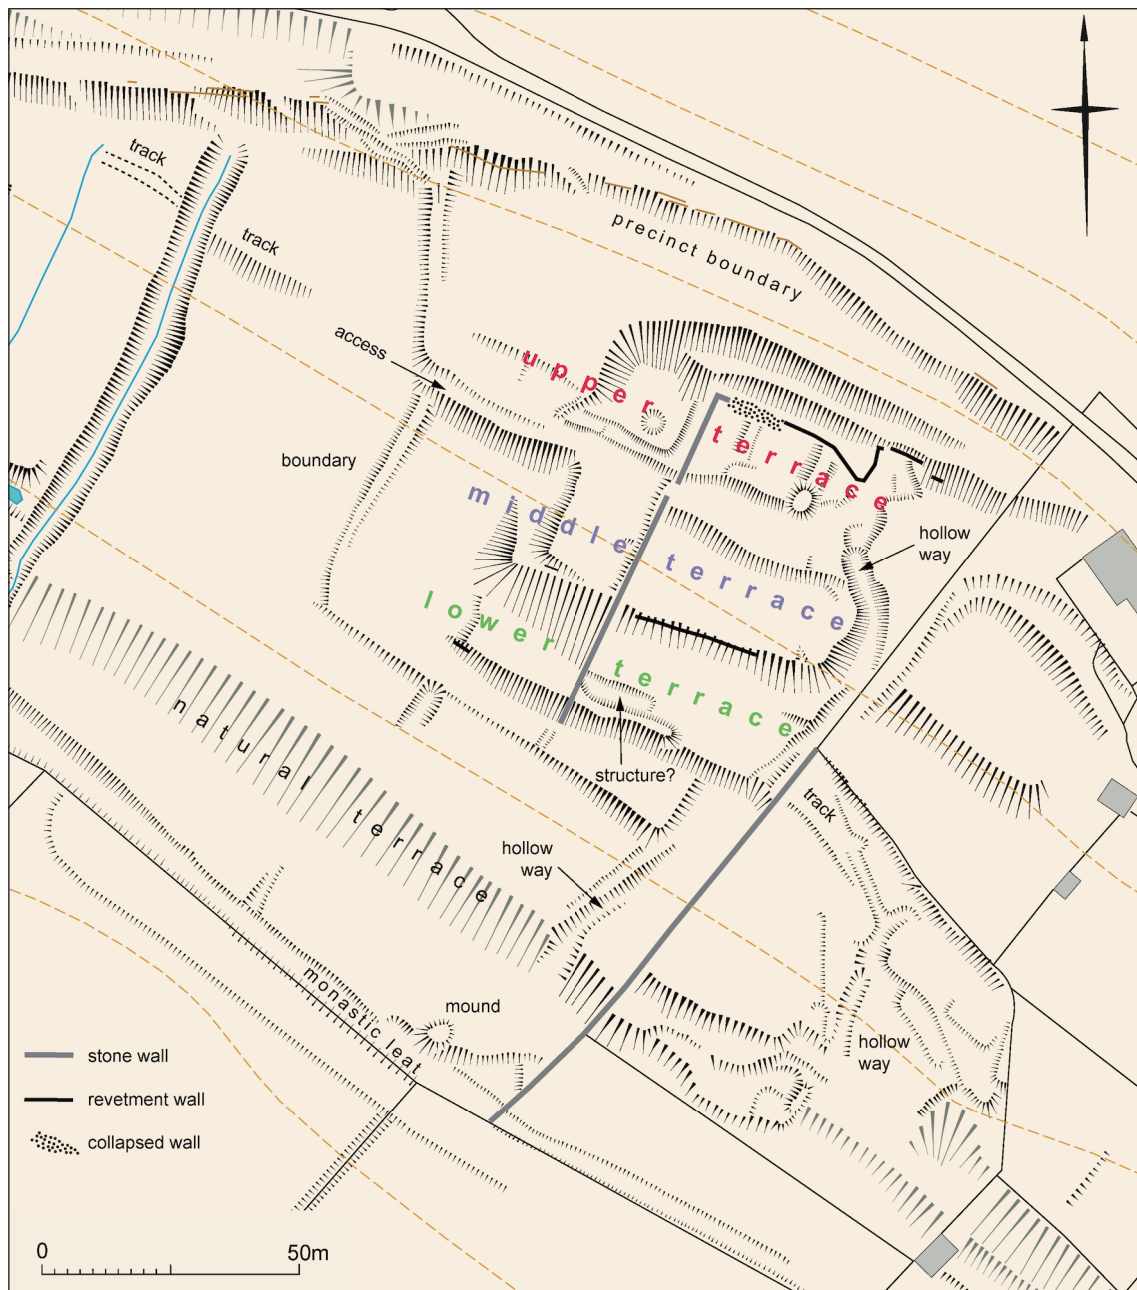 track
track
precinct boundary
access
upper
terrace
boundary
middle
terrace
hollow
way
lower
terrace
structure?
natural terrace
track
hollow
way
monastic leat
mound
hollow
way
stone wall
revetment wall
collapsed wall
0 50m